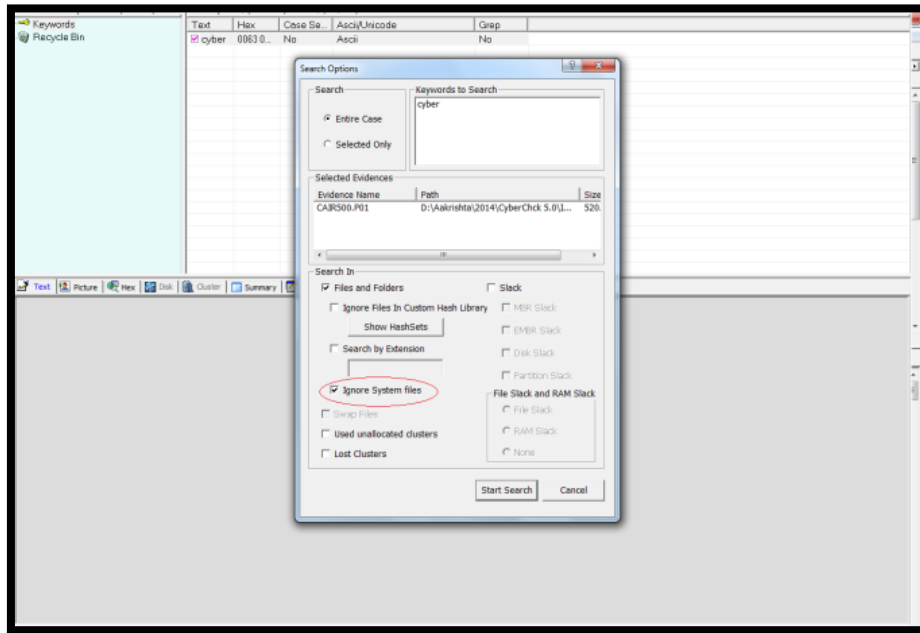 Keywords
Recycle Bin
Text Hex Case Se... Ascii/Unicode Grep
cyber 0063 0... No Ascii No
Search Options
Search
Entire Case
Selected Only
Keywords to Search
cyber
Selected Evidences
Evidence Name Path Size
CAIR500.P01 D:\Aakrishta\2014\CyberChck 5.0\I... 520.
Search In
Files and Folders
Ignore Files In Custom Hash Library
Show HashSets
Search by Extension
Ignore System files
Swap Files
Used unallocated clusters
Lost Clusters
Slack
MBR Slack
EMBR Slack
Disk Slack
Partition Slack
File Slack and RAM Slack
File Slack
RAM Slack
None
Start Search Cancel
Text Picture Hex Disk Cluster Summary